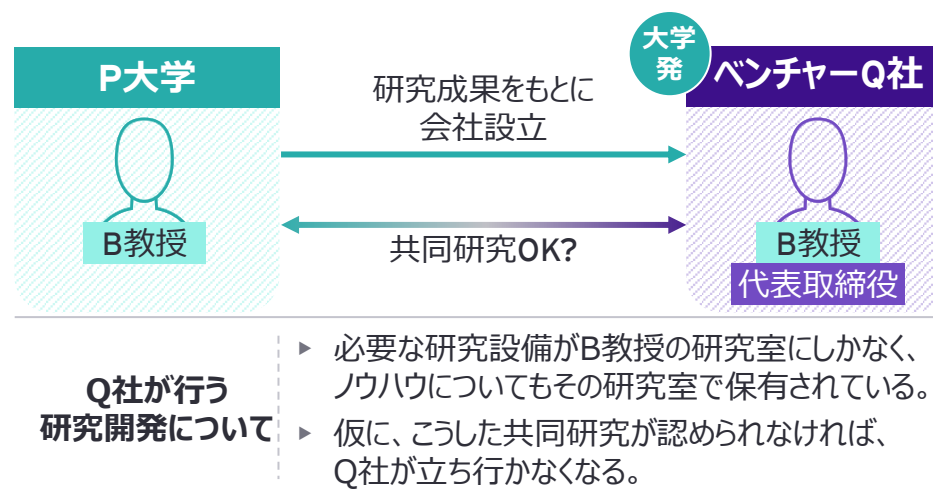 P大学
大学
発
ベンチャーQ社
研究成果をもとに
会社設立
B教授
共同研究OK?
B教授
代表取締役
Q社が行う
研究開発について
▶ 必要な研究設備がB教授の研究室にしかなく、
ノウハウについてもその研究室で保有されている。
▶ 仮に、こうした共同研究が認められなければ、
Q社が立ち行かなくなる。